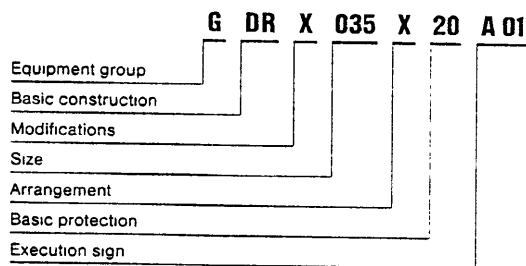 G DR X 035 X 20 A 01
Equipment group
Basic construction
Modifications
Size
Arrangement
Basic protection
Execution sign